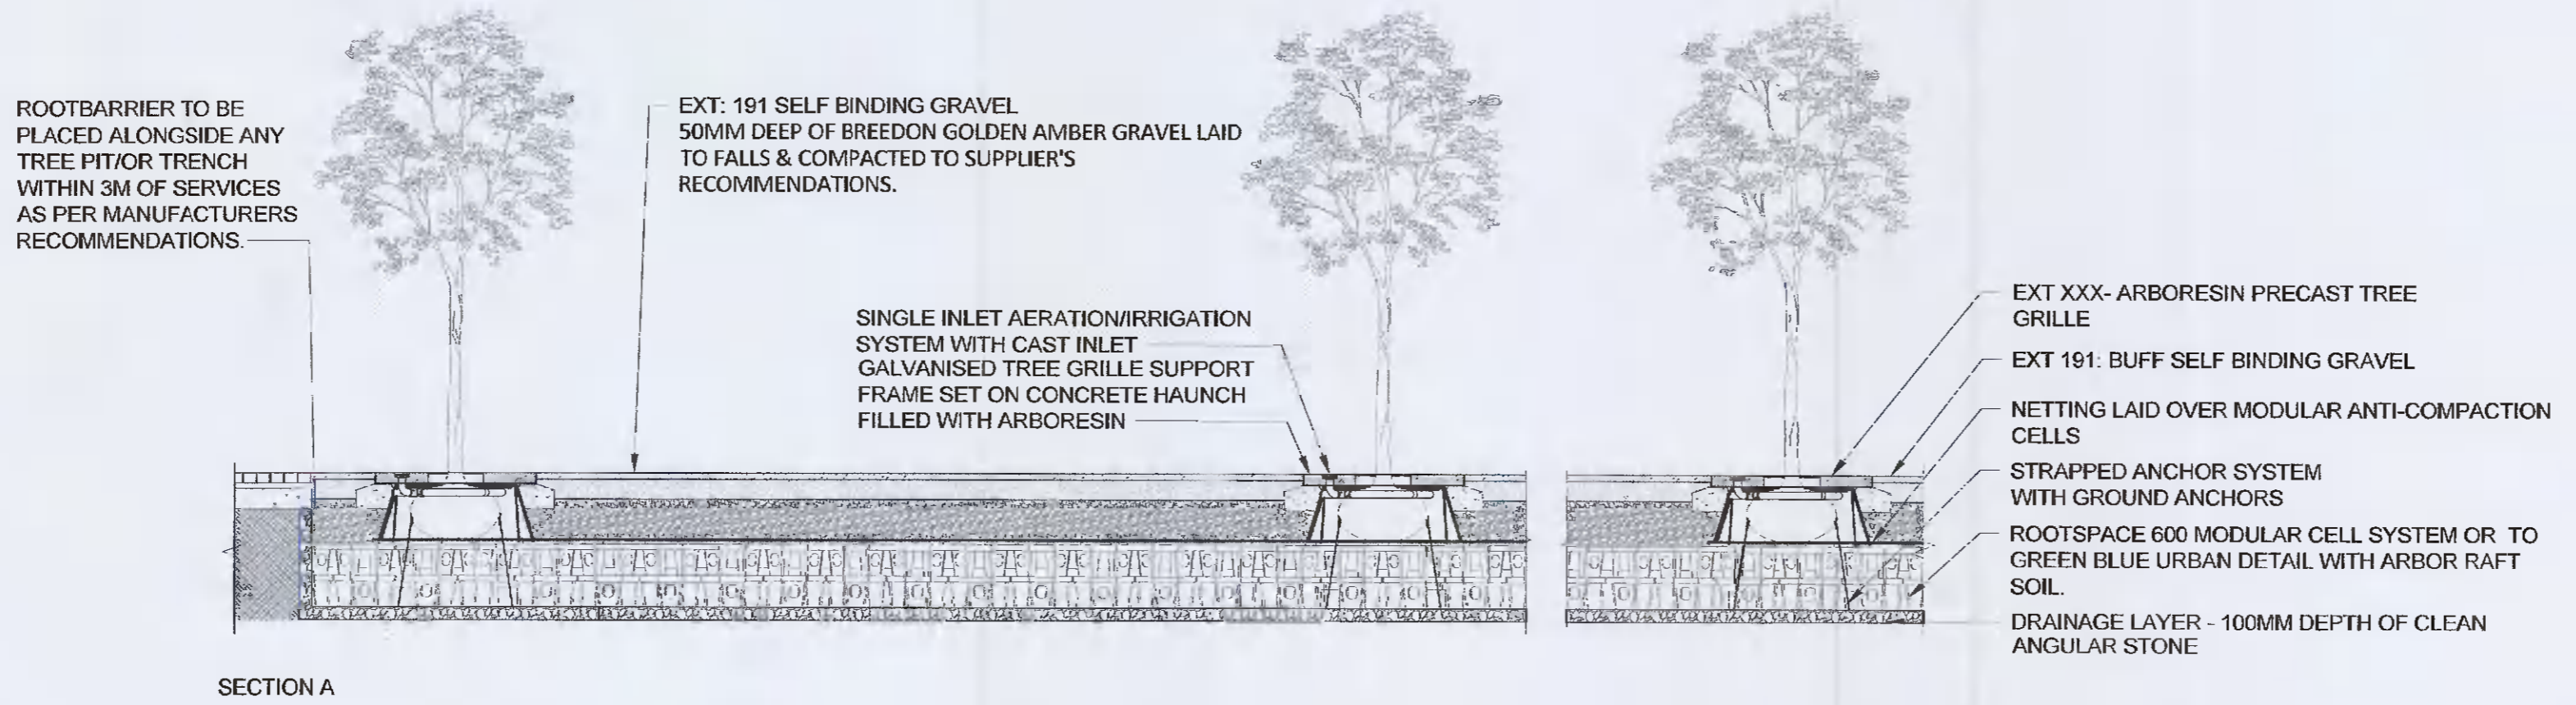 ROOTBARRIER TO BE
PLACED ALONGSIDE ANY
TREE PIT/OR TRENCH
WITHIN 3M OF SERVICES
AS PER MANUFACTURERS
RECOMMENDATIONS.
EXT: 191 SELF BINDING GRAVEL
50MM DEEP OF BREEDON GOLDEN AMBER GRAVEL LAID
TO FALLS & COMPACTED TO SUPPLIER'S
RECOMMENDATIONS.
SINGLE INLET AERATION/IRRIGATION
SYSTEM WITH CAST INLET
GALVANISED TREE GRILLE SUPPORT
FRAME SET ON CONCRETE HAUNCH
FILLED WITH ARBORESIN
EXT XXX- ARBORESIN PRECAST TREE
GRILLE
EXT 191: BUFF SELF BINDING GRAVEL
NETTING LAID OVER MODULAR ANTI-COMPACTION
CELLS
STRAPPED ANCHOR SYSTEM
WITH GROUND ANCHORS
ROOTSPACE 600 MODULAR CELL SYSTEM OR TO
GREEN BLUE URBAN DETAIL WITH ARBOR RAFT
SOIL.
DRAINAGE LAYER - 100MM DEPTH OF CLEAN
ANGULAR STONE
SECTION A